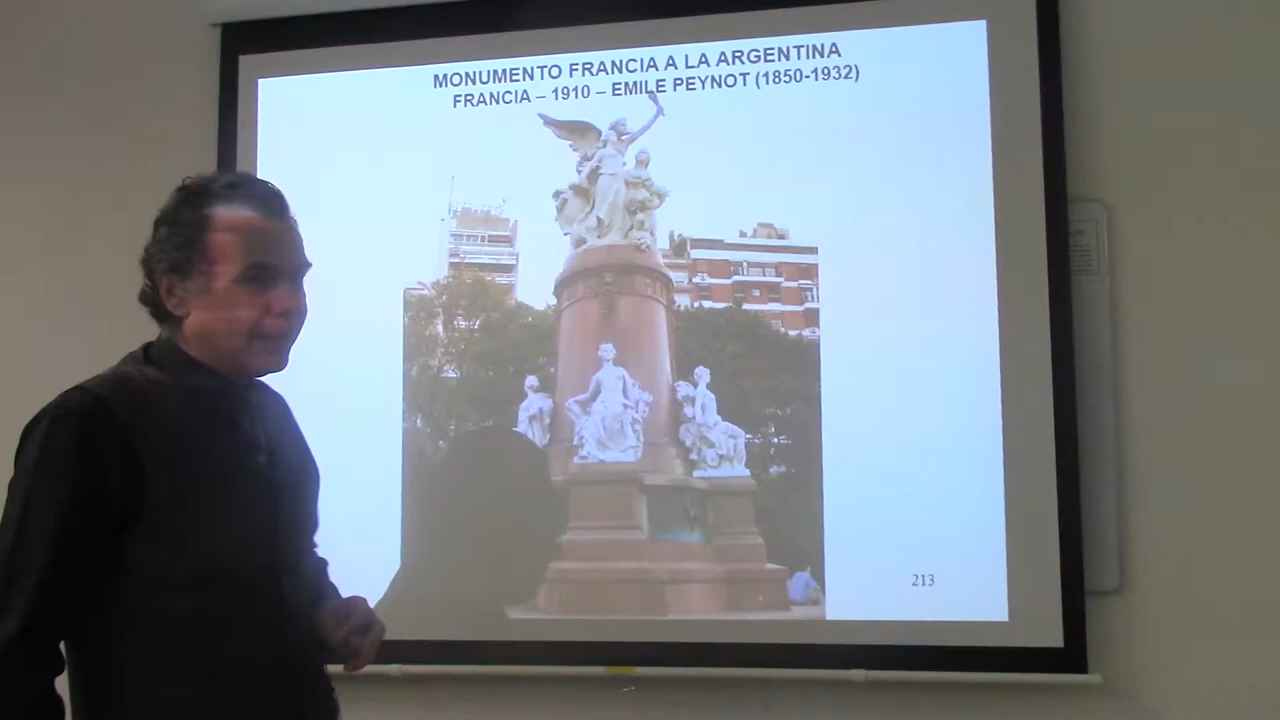 MONUMENTO FRANCIA A LA ARGENTINA
FRANCIA – 1910 – EMILE PEYNOT (1850-1932)
213